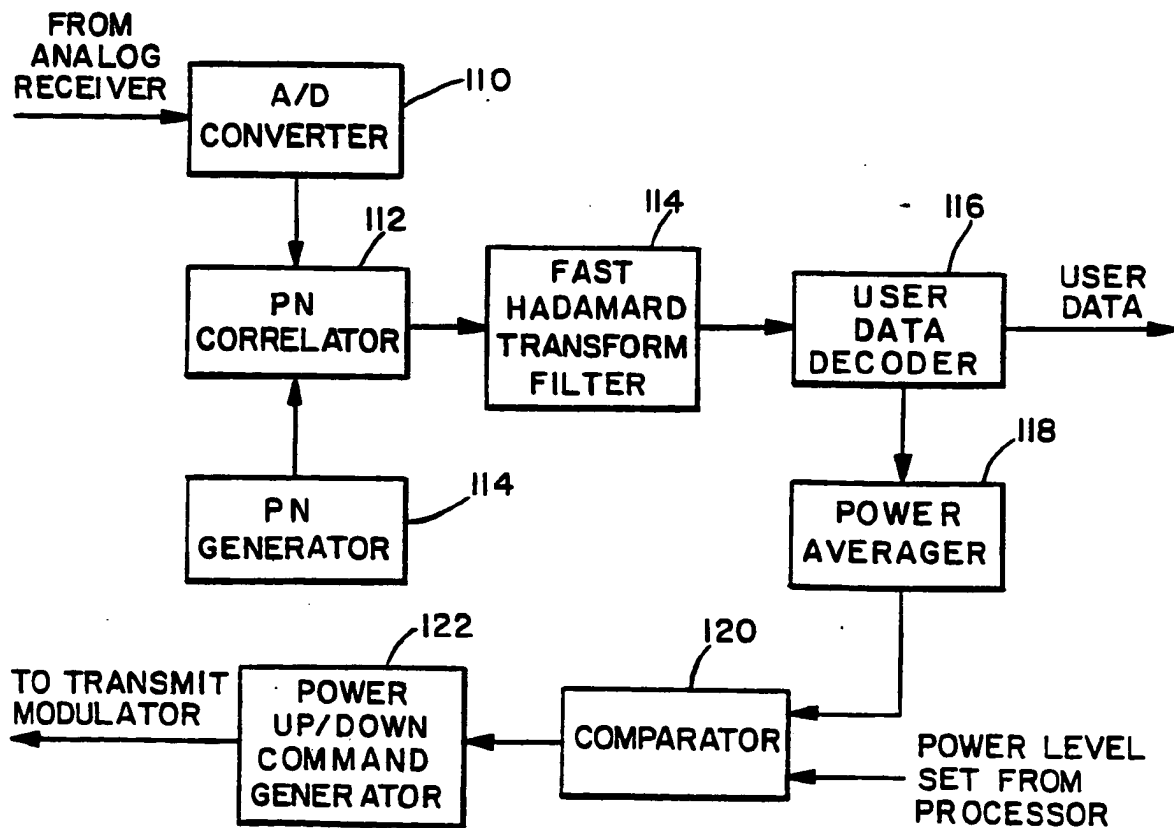 FROM
ANALOG
RECEIVER
A/D
CONVERTER
110
112
PN
CORRELATOR
114
FAST
HADAMARD
TRANSFORM
FILTER
116
USER
DATA
DECODER
USER
DATA
PN
GENERATOR
114
118
POWER
AVERAGER
122
TO TRANSMIT
MODULATOR
POWER
UP/DOWN
COMMAND
GENERATOR
120
COMPARATOR
POWER LEVEL
SET FROM
PROCESSOR